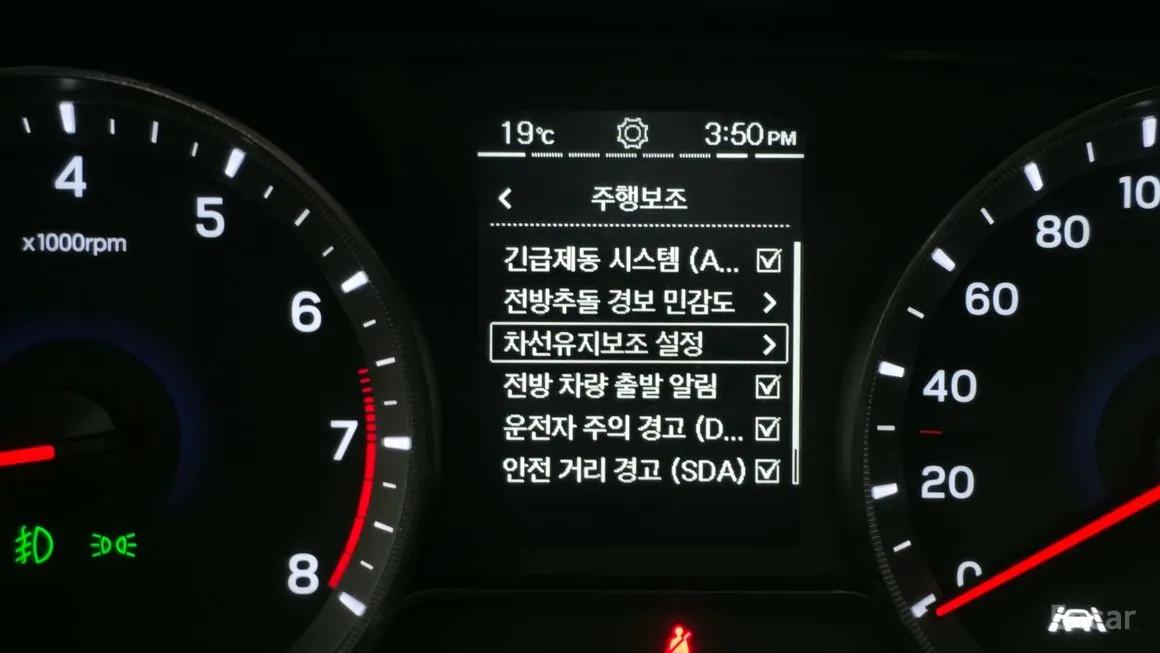 19℃
3:50 PM
주행보조
긴급제동 시스템 (A...
전방추돌 경보 민감도
차선유지보조 설정
전방 차량 출발 알림
운전자 주의 경고 (D...
안전 거리 경고 (SDA)
4
5
6
7
8
x1000rpm
0
20
40
60
80
10